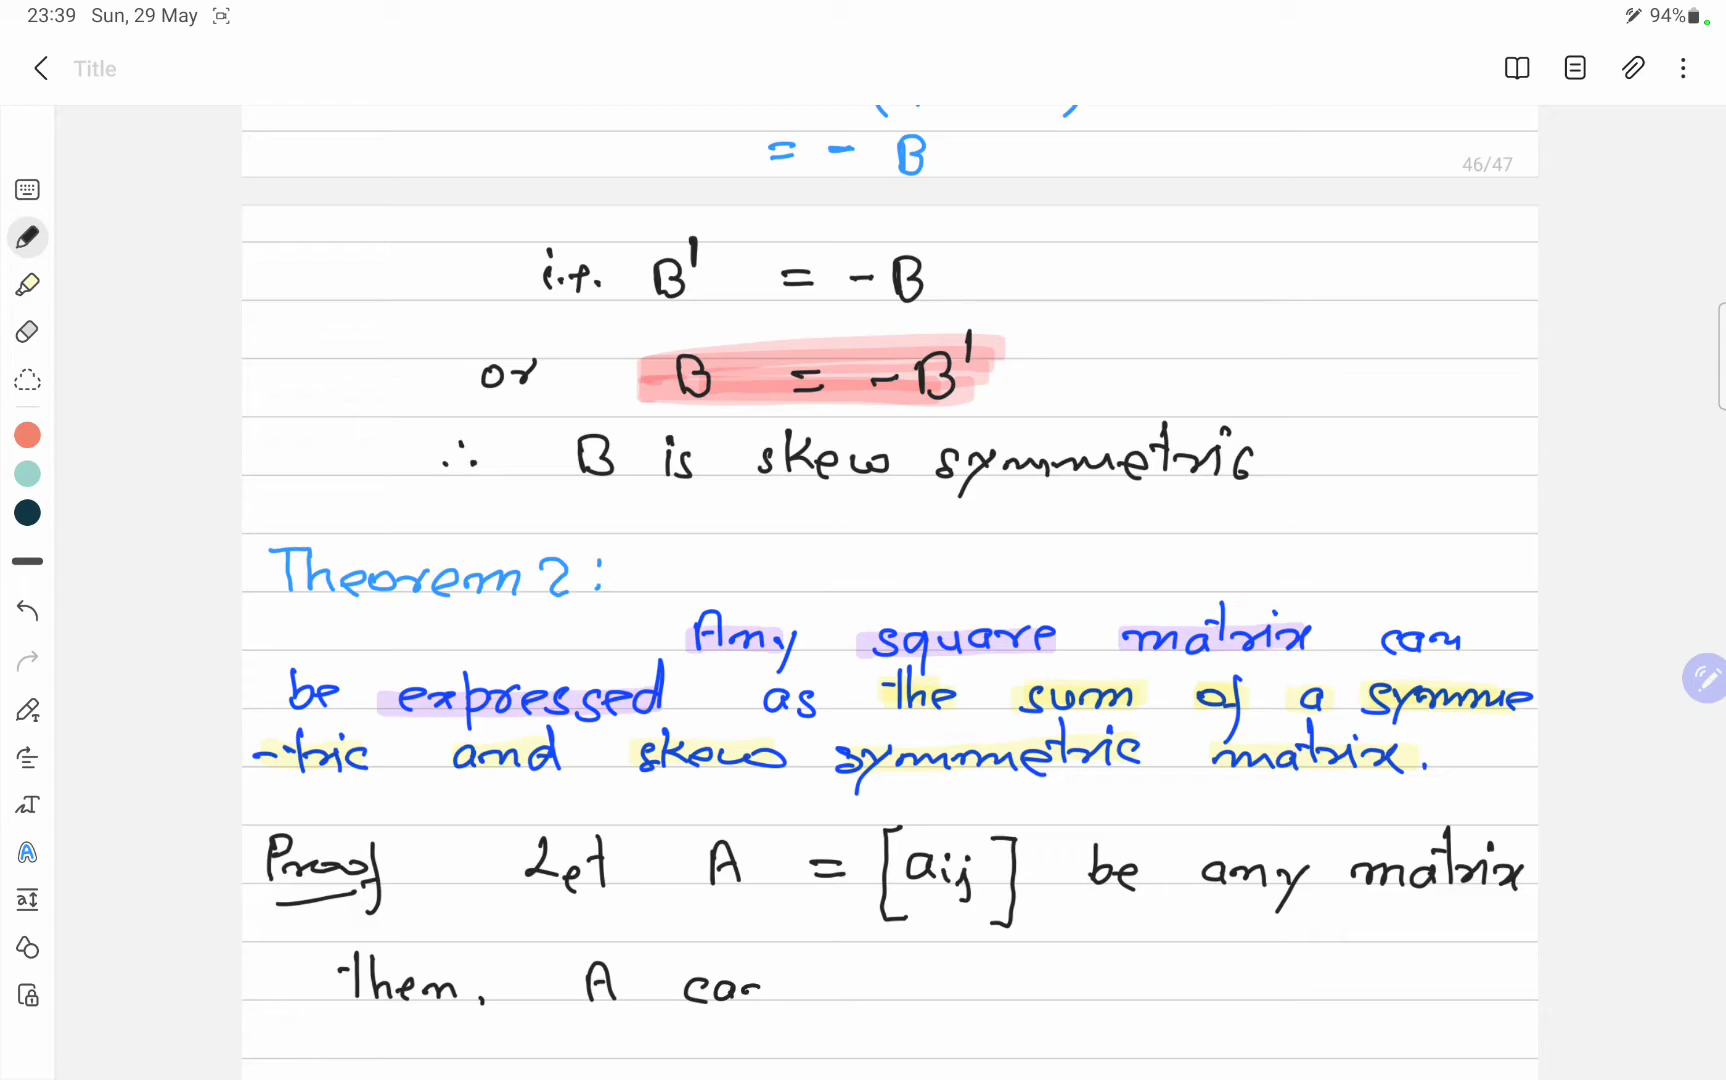 23:39 Sun, 29 May 94%
Title
= - B
46/47
i.e. B' = -B
or B = -B'
∴ B is skew symmetric
Theorem 2:
Any square matrix can
be expressed as the sum of a symme
-tric and skew symmetric matrix.
Proof Let A = [aij] be any matrix
Then, A can